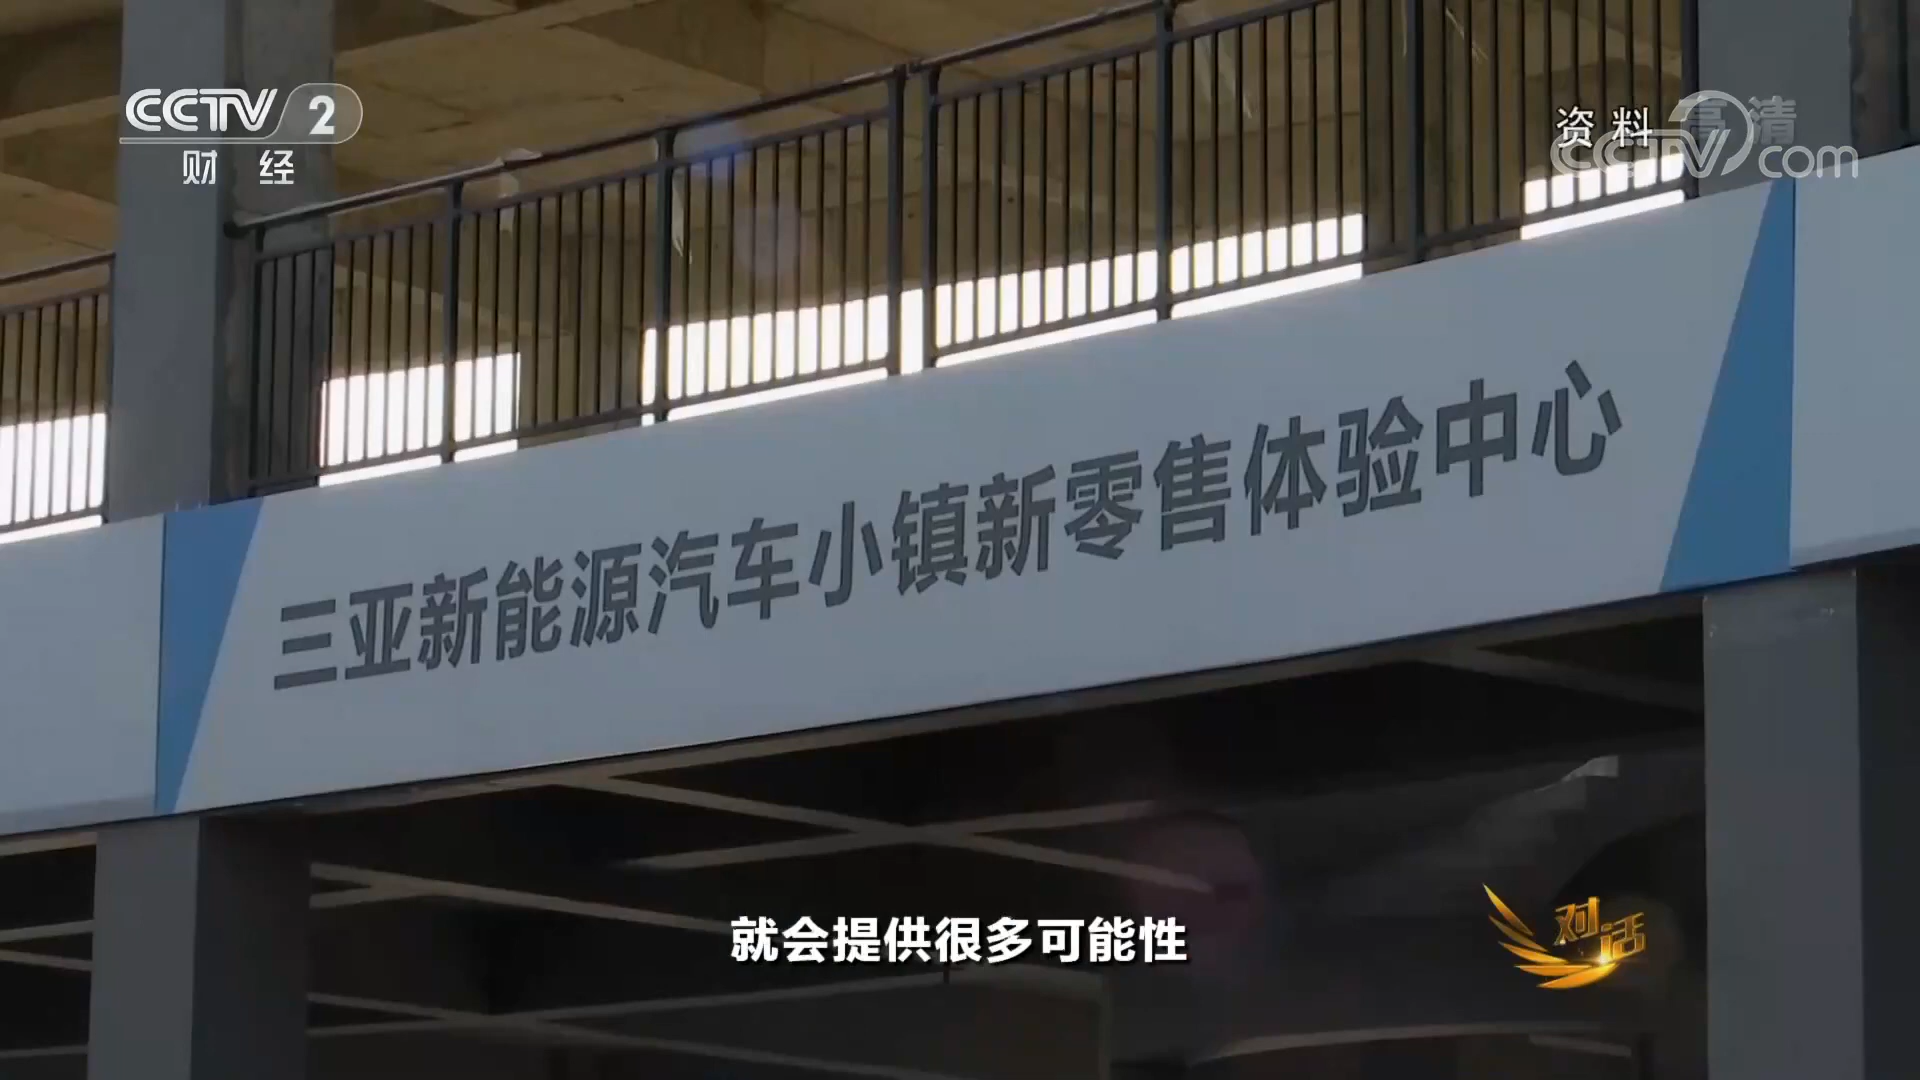 CCTV 2
财 经
资料
高清
CCTV.com
三亚新能源汽车小镇新零售体验中心
就会提供很多可能性
对话